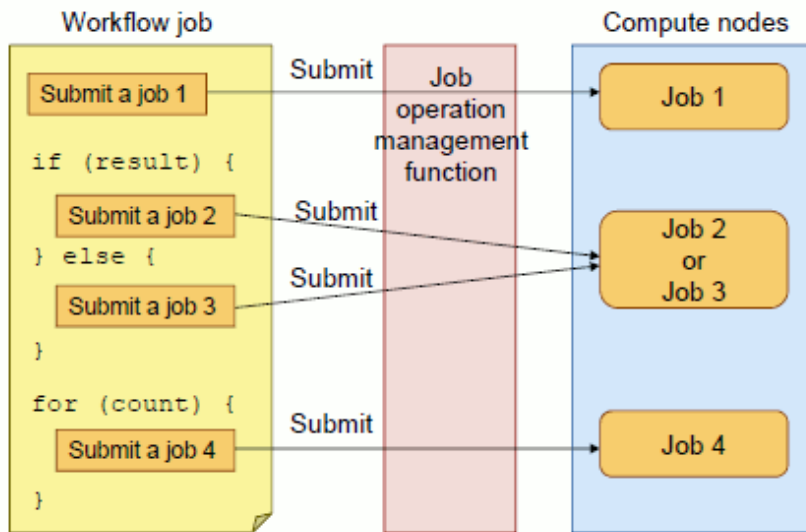 Workflow job
Compute nodes
Submit a job 1
Submit
Job
operation
management
function
Job 1
if (result) {
Submit a job 2
Submit
Job 2
or
Job 3
} else {
Submit
Submit a job 3
}
for (count) {
Submit a job 4
Submit
Job 4
}